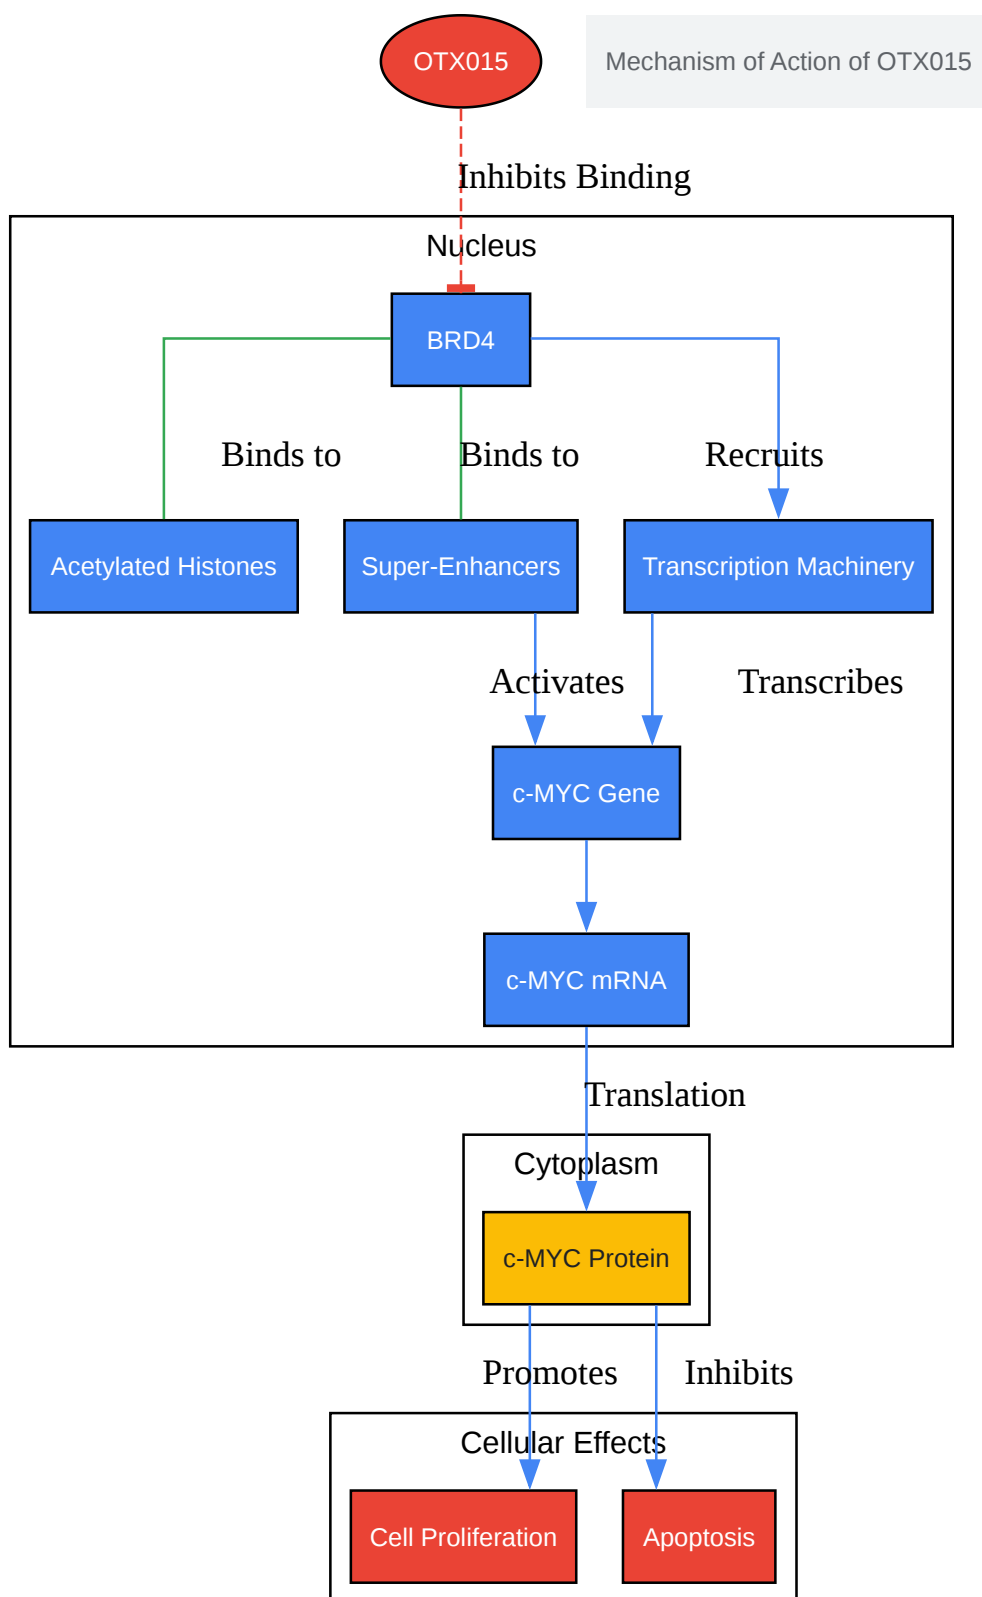 OTX015
Mechanism of Action of OTX015
Inhibits Binding
Nucleus
BRD4
Binds to
Binds to
Recruits
Acetylated Histones
Super-Enhancers
Transcription Machinery
Activates
Transcribes
c-MYC Gene
c-MYC mRNA
Translation
Cytoplasm
c-MYC Protein
Promotes
Inhibits
Cellular Effects
Cell Proliferation
Apoptosis